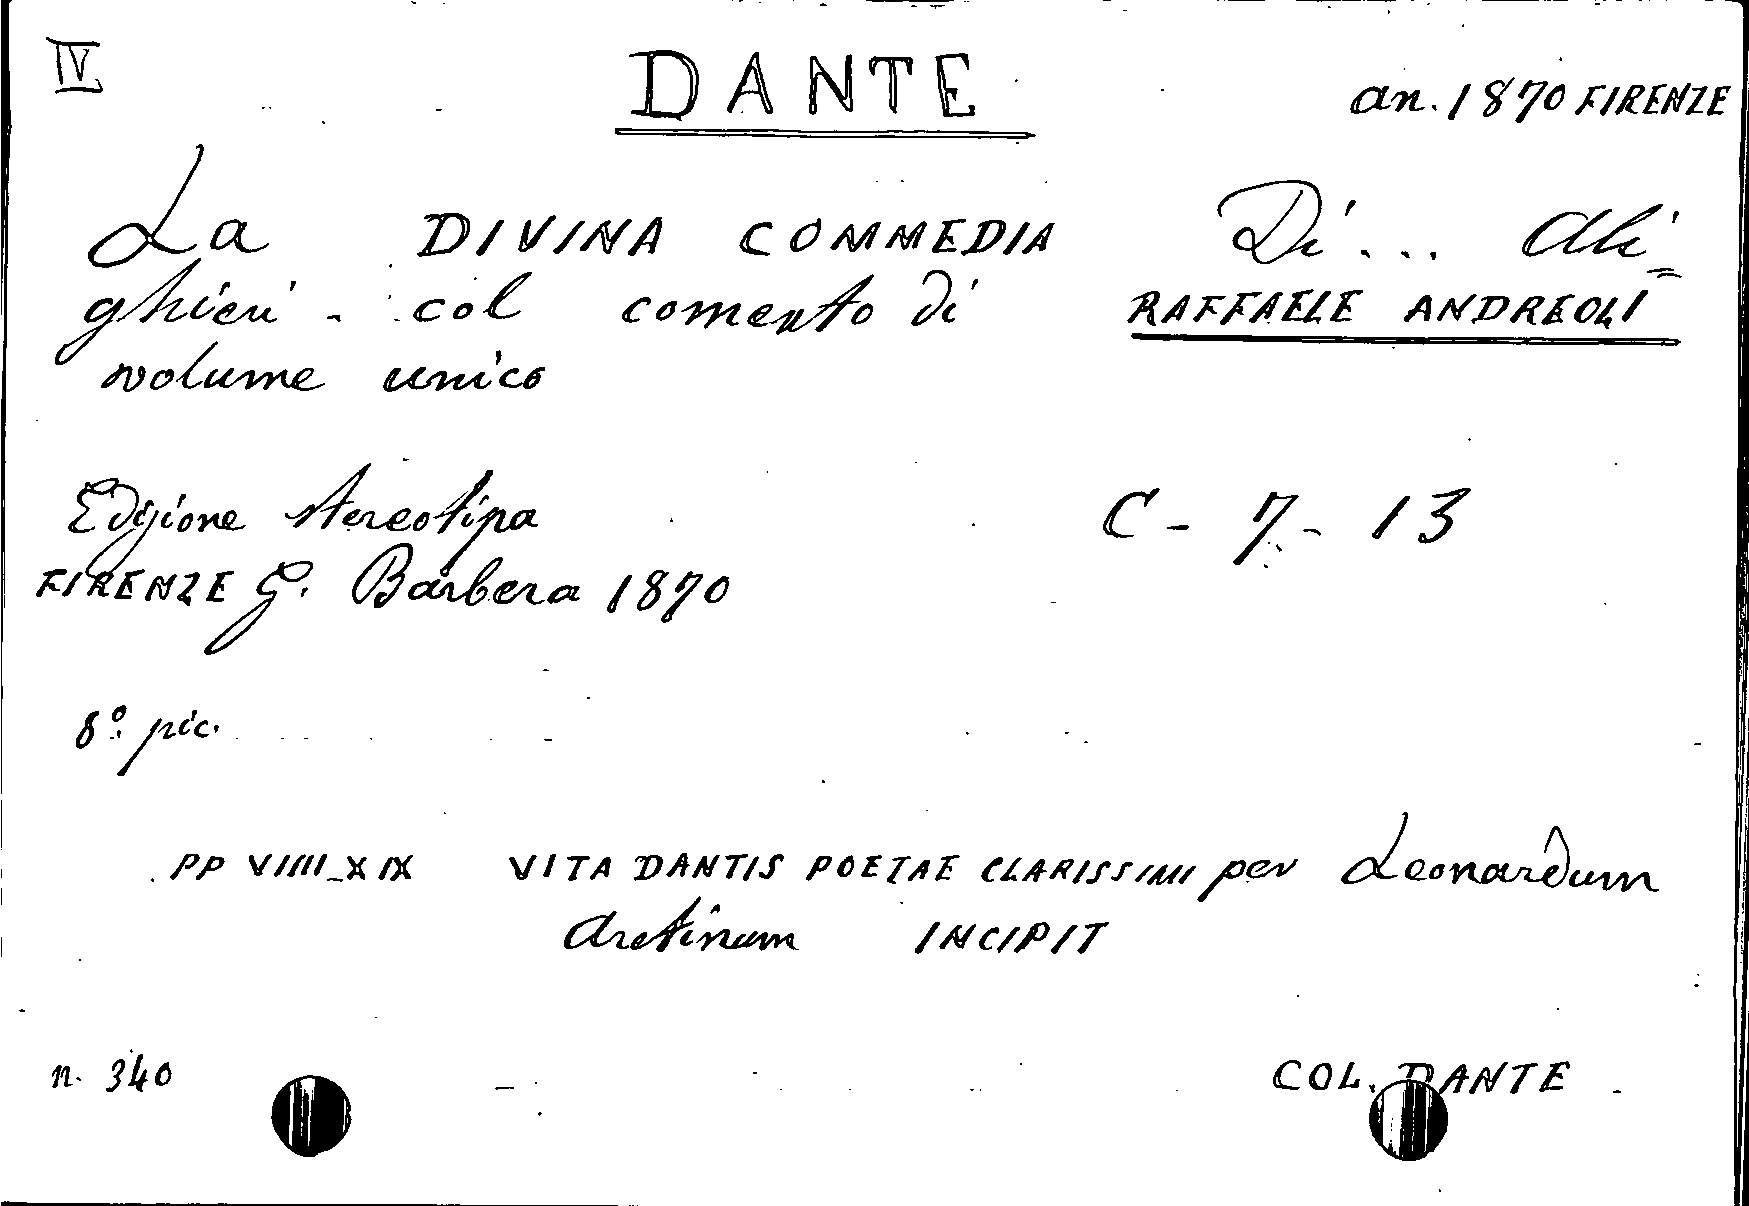 IV DANTE an. 1870 FIRENZE
La DIVINA COMMEDIA Di... Ali=
ghieri - col comento di RAFFAELE ANDREOLI
volume unico
Edizione stereotipa C - 7 - 13
FIRENZE G. Barbera 1870
8º pic.
PP VIIII_XIX VITA DANTIS POETAE CLARISSIMI per Leonardum
Aretinum INCIPIT
n. 340 COL. DANTE